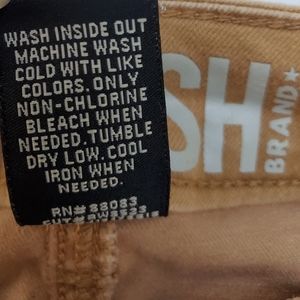 WASH INSIDE OUT
MACHINE WASH
COLD WITH LIKE
COLORS. ONLY
NON-CHLORINE
BLEACH WHEN
NEEDED. TUMBLE
DRY LOW. COOL
IRON WHEN
NEEDED.
RN# 88083
SH
BRAND